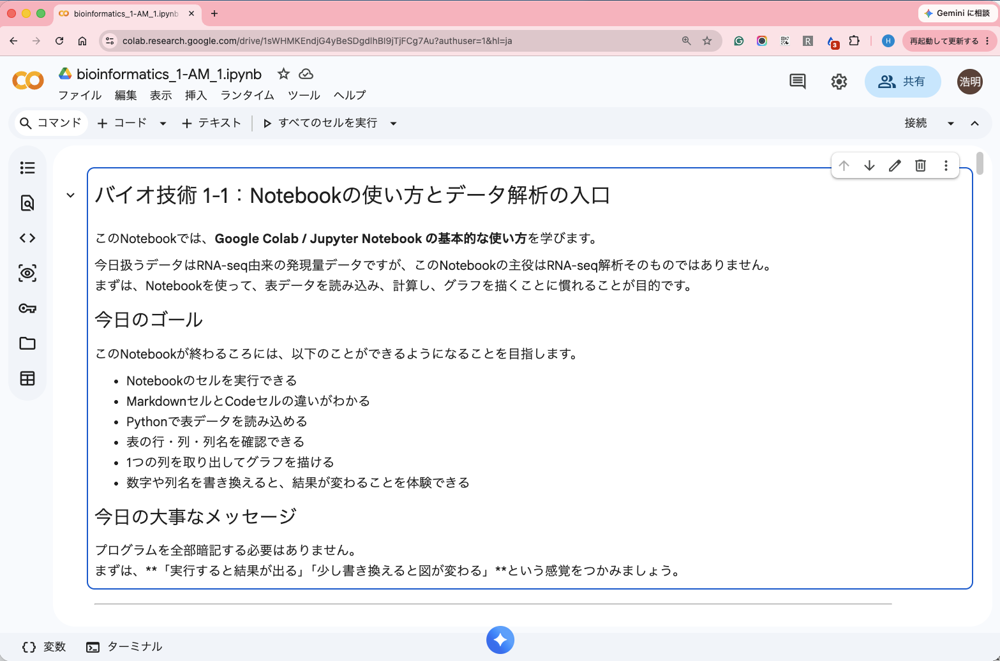 bioinformatics_1-AM_1.ipynb
Gemini に相談
colab.research.google.com/drive/1sWHMKEndjG4yBeSDgdlhBI9jTjFCg7Au?authuser=1&hl=ja
R
3
H
再起動して更新する
bioinformatics_1-AM_1.ipynb
ファイル 編集 表示 挿入 ランタイム ツール ヘルプ
共有
浩明
コマンド + コード + テキスト すべてのセルを実行 接続
バイオ技術 1-1：Notebookの使い方とデータ解析の入口
このNotebookでは、Google Colab / Jupyter Notebook の基本的な使い方を学びます。
今日扱うデータはRNA-seq由来の発現量データですが、このNotebookの主役はRNA-seq解析そのものではありません。
まずは、Notebookを使って、表データを読み込み、計算し、グラフを描くことに慣れることが目的です。
今日のゴール
このNotebookが終わるころには、以下のことができるようになることを目指します。
• Notebookのセルを実行できる
• MarkdownセルとCodeセルの違いがわかる
• Pythonで表データを読み込める
• 表の行・列・列名を確認できる
• 1つの列を取り出してグラフを描ける
• 数字や列名を書き換えると、結果が変わることを体験できる
今日の大事なメッセージ
プログラムを全部暗記する必要はありません。
まずは、**「実行すると結果が出る」「少し書き換えると図が変わる」**という感覚をつかみましょう。
変数 ターミナル